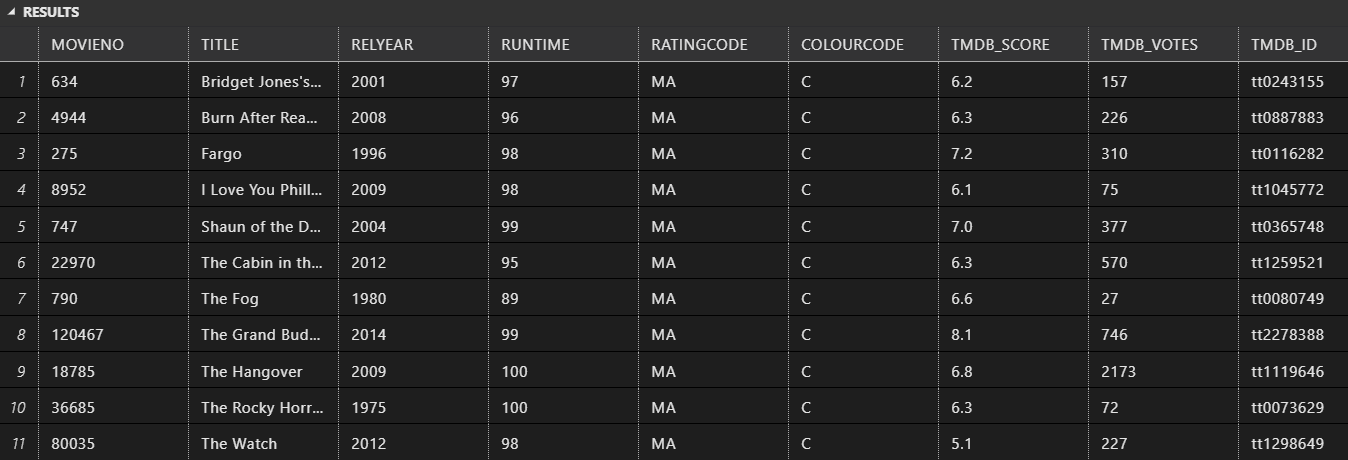 RESULTS
MOVIENO TITLE RELYEAR RUNTIME RATINGCODE COLOURCODE TMDB_SCORE TMDB_VOTES TMDB_ID
1 634 Bridget Jones's... 2001 97 MA C 6.2 157 tt0243155
2 4944 Burn After Rea... 2008 96 MA C 6.3 226 tt0887883
3 275 Fargo 1996 98 MA C 7.2 310 tt0116282
4 8952 I Love You Phill... 2009 98 MA C 6.1 75 tt1045772
5 747 Shaun of the D... 2004 99 MA C 7.0 377 tt0365748
6 22970 The Cabin in th... 2012 95 MA C 6.3 570 tt1259521
7 790 The Fog 1980 89 MA C 6.6 27 tt0080749
8 120467 The Grand Bud... 2014 99 MA C 8.1 746 tt2278388
9 18785 The Hangover 2009 100 MA C 6.8 2173 tt1119646
10 36685 The Rocky Horr... 1975 100 MA C 6.3 72 tt0073629
11 80035 The Watch 2012 98 MA C 5.1 227 tt1298649